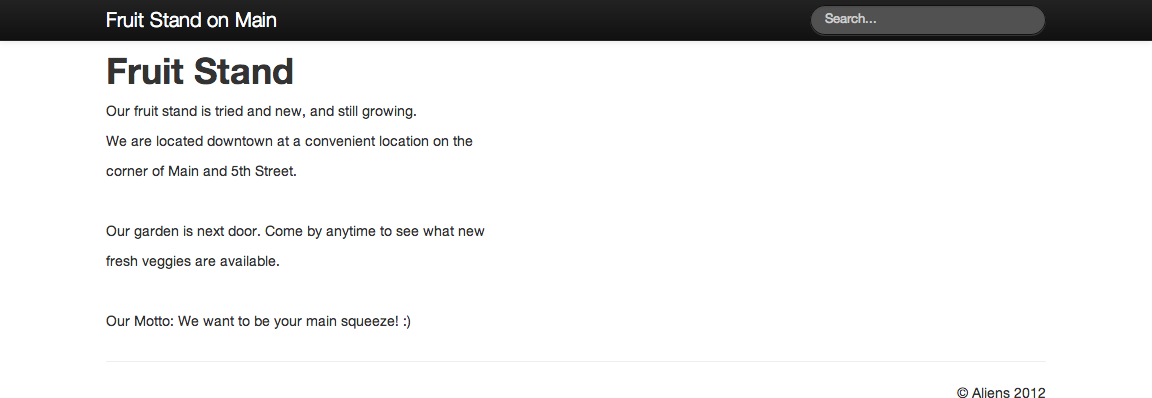 Fruit Stand on Main
Search...
Fruit Stand
Our fruit stand is tried and new, and still growing.
We are located downtown at a convenient location on the
corner of Main and 5th Street.
Our garden is next door. Come by anytime to see what new
fresh veggies are available.
Our Motto: We want to be your main squeeze! :)
© Aliens 2012